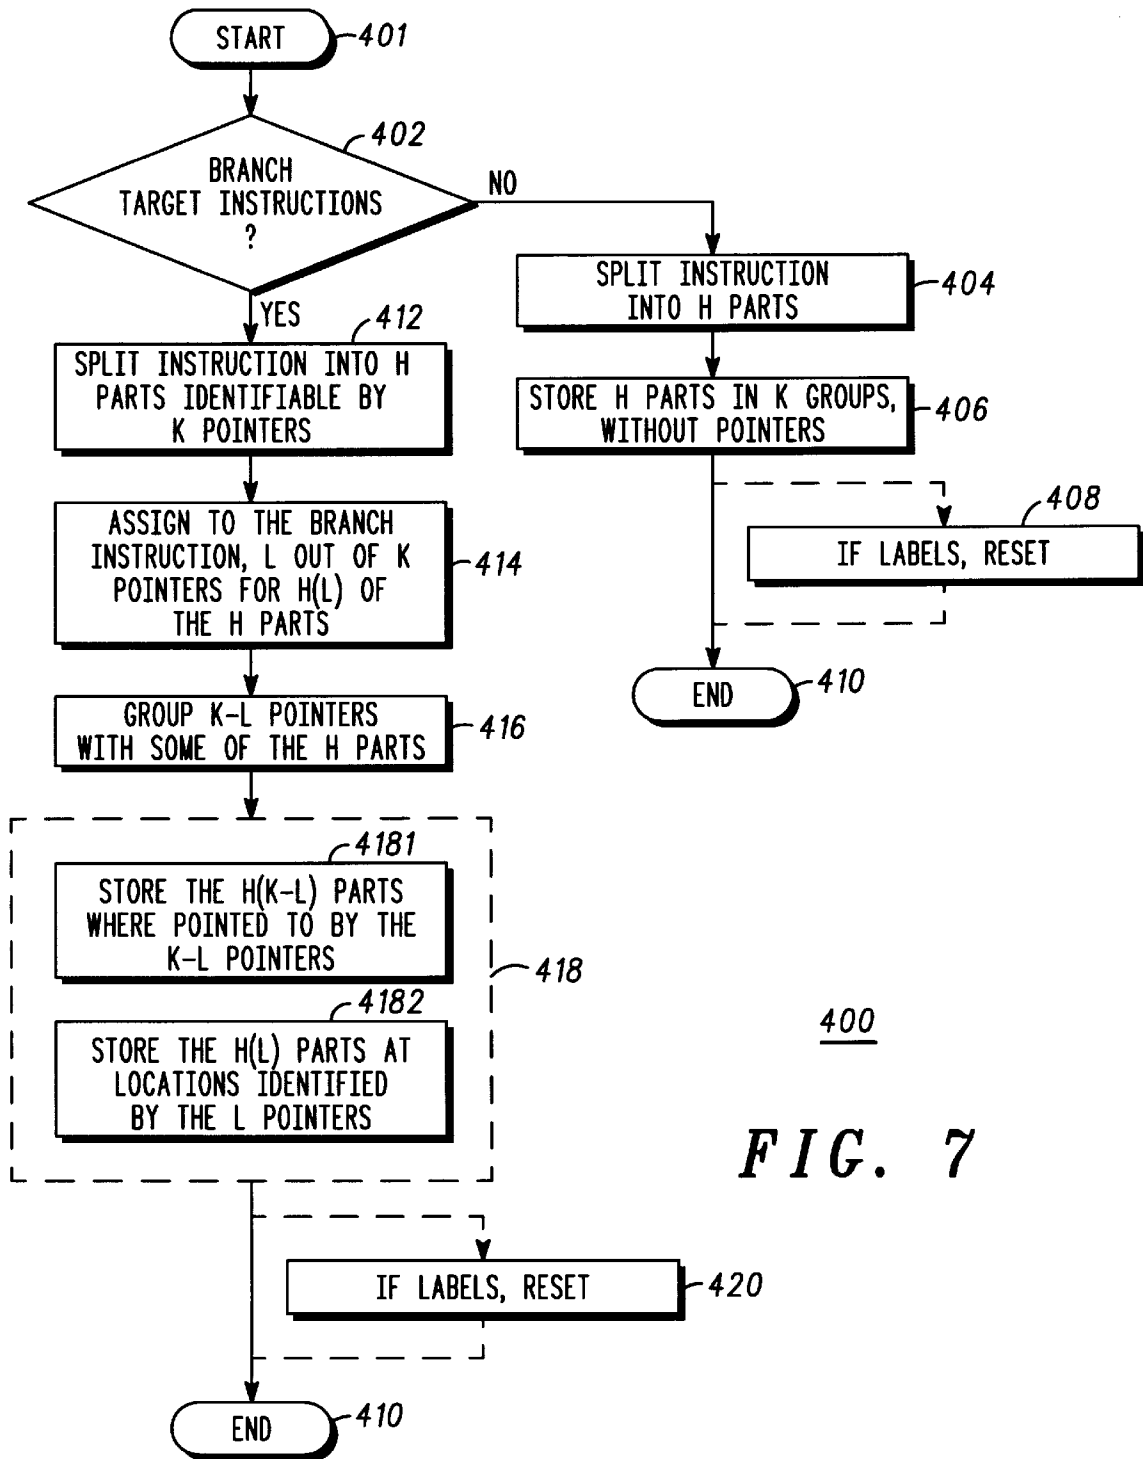 START
401
402
BRANCH
TARGET INSTRUCTIONS
?
NO
YES
SPLIT INSTRUCTION
INTO H PARTS
404
STORE H PARTS IN K GROUPS,
WITHOUT POINTERS
406
408
IF LABELS, RESET
END
410
412
SPLIT INSTRUCTION INTO H
PARTS IDENTIFIABLE BY
K POINTERS
ASSIGN TO THE BRANCH
INSTRUCTION, L OUT OF K
POINTERS FOR H(L) OF
THE H PARTS
414
GROUP K-L POINTERS
WITH SOME OF THE H PARTS
416
4181
STORE THE H(K-L) PARTS
WHERE POINTED TO BY THE
K-L POINTERS
418
4182
STORE THE H(L) PARTS AT
LOCATIONS IDENTIFIED
BY THE L POINTERS
IF LABELS, RESET
420
END
410
400
FIG. 7